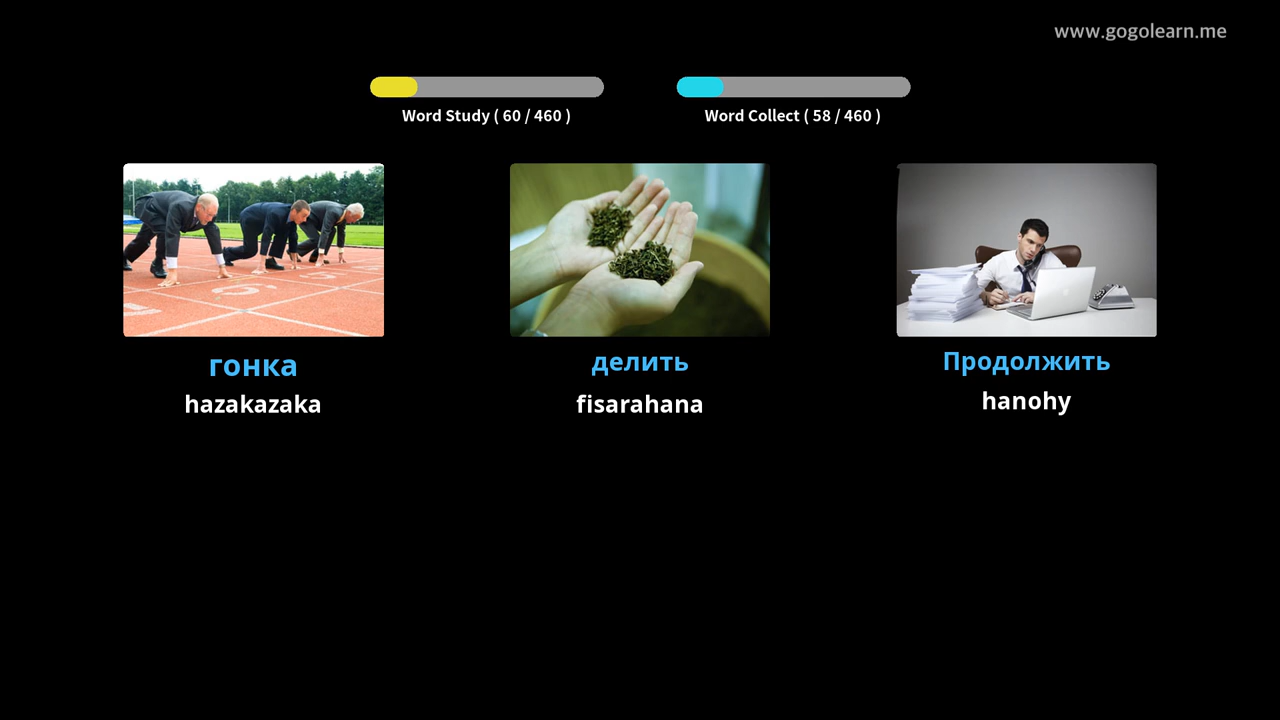 www.gogolearn.me
Word Study ( 60 / 460 )
Word Collect ( 58 / 460 )
гонка
hazakazaka
делить
fisarahana
Продолжить
hanohy